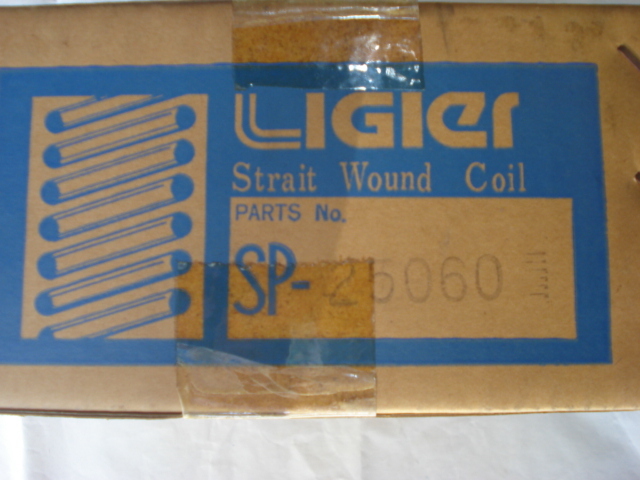 LIGIER
Strait Wound Coil
PARTS No.
SP-25060